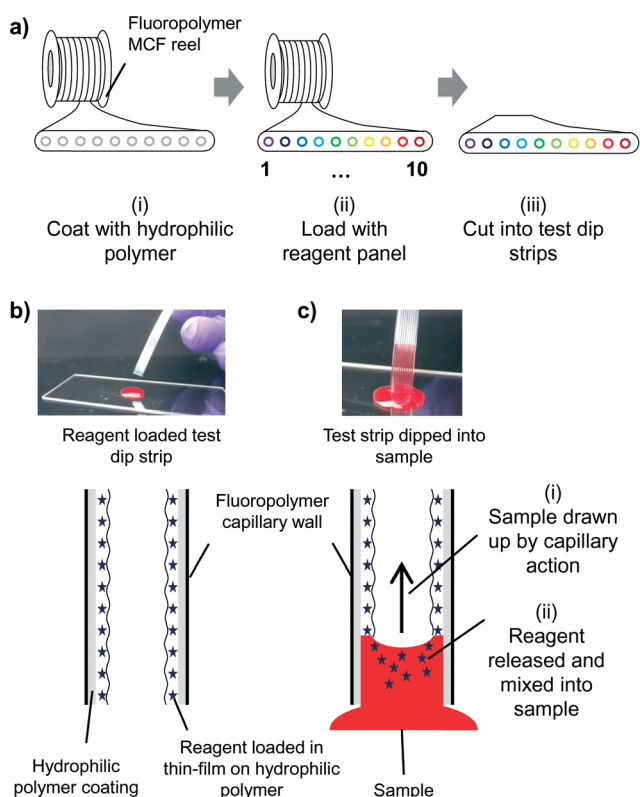 a)
Fluoropolymer
MCF reel
1
...
10
(i)
Coat with hydrophilic
polymer
(ii)
Load with
reagent panel
(iii)
Cut into test dip
strips
b)
Reagent loaded test
dip strip
c)
Test strip dipped into
sample
Fluoropolymer
capillary wall
(i)
Sample drawn
up by capillary
action
(ii)
Reagent
released and
mixed into
sample
Hydrophilic
polymer coating
Reagent loaded in
thin-film on hydrophilic
polymer
Sample